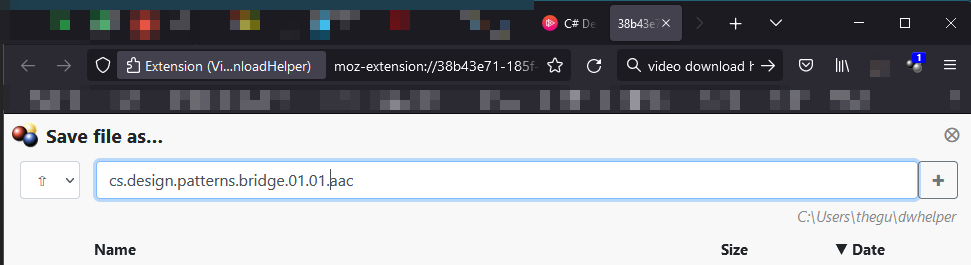 C# De
38b43e7
Extension (Vi...nloadHelper)
moz-extension://38b43e71-185f-
video download h
1
Save file as...
cs.design.patterns.bridge.01.01.aac
C:\Users\thegu\dwhelper
Name
Size
▼ Date